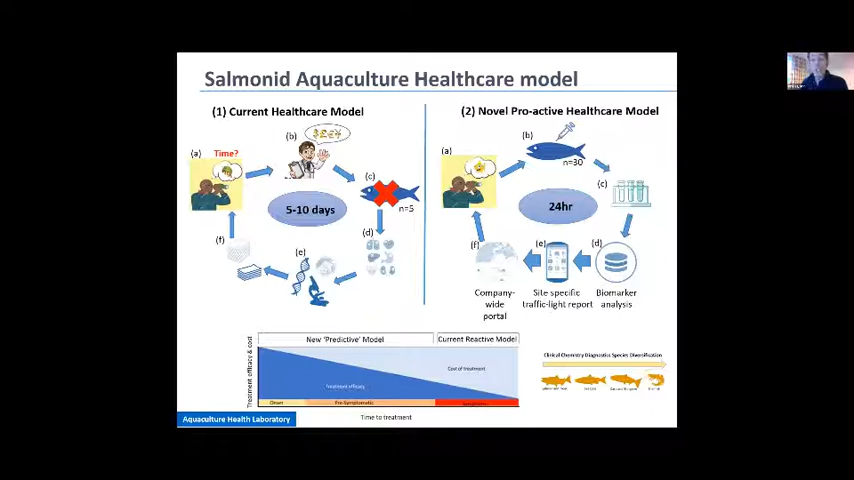 Salmonid Aquaculture Healthcare model
(1) Current Healthcare Model
(a)
Time?
(b)
(c)
n=5
(d)
(e)
(f)
5-10 days
(2) Novel Pro-active Healthcare Model
(a)
(b)
n=30
(c)
(d)
(e)
(f)
24hr
Company-
wide
portal
Site specific
traffic-light report
Biomarker
analysis
Treatment efficacy & cost
New 'Predictive' Model
Current Reactive Model
Cost of treatment
Treatment efficacy
Onset
Pre-Symptomatic
Time to treatment
Clinical Chemistry Diagnostics Species Diversification
Aquaculture Health Laboratory